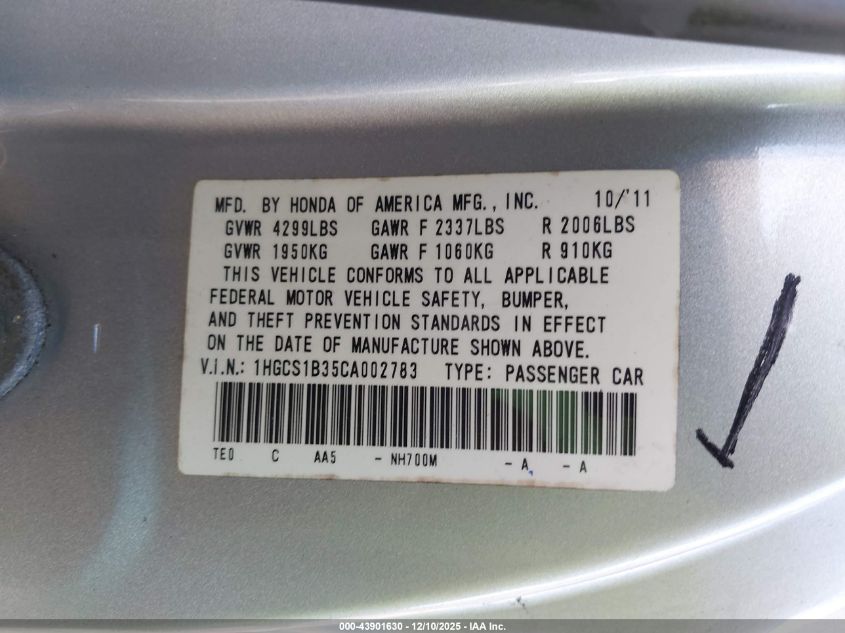 MFD. BY HONDA OF AMERICA MFG., INC. 10/'11
GVWR 4299LBS GAWR F 2337LBS R 2006LBS
GVWR 1950KG GAWR F 1060KG R 910KG
THIS VEHICLE CONFORMS TO ALL APPLICABLE
FEDERAL MOTOR VEHICLE SAFETY, BUMPER,
AND THEFT PREVENTION STANDARDS IN EFFECT
ON THE DATE OF MANUFACTURE SHOWN ABOVE.
V.I.N.: 1HGCS1B35CA002783 TYPE: PASSENGER CAR
TE0 C AA5 - NH700M - A - A
000-43901630 - 12/10/2025 - IAA Inc.